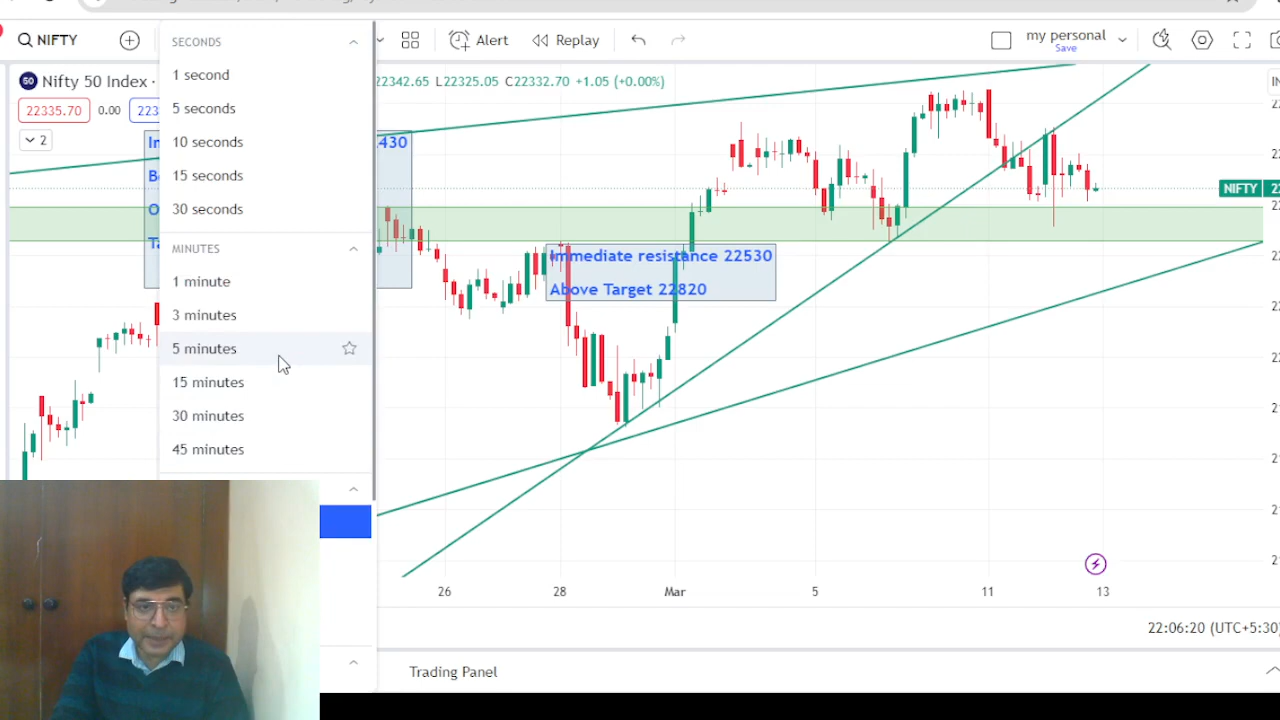 NIFTY
Alert
Replay
my personal
Save
SECONDS
1 second
5 seconds
10 seconds
15 seconds
30 seconds
MINUTES
1 minute
3 minutes
5 minutes
15 minutes
30 minutes
45 minutes
50 Nifty 50 Index ·
22342.65 L22325.05 C22332.70 +1.05 (+0.00%)
22335.70 0.00
2
Immediate resistance 22530
Above Target 22820
NIFTY
26 28 Mar 5 11 13
22:06:20 (UTC+5:30)
Trading Panel